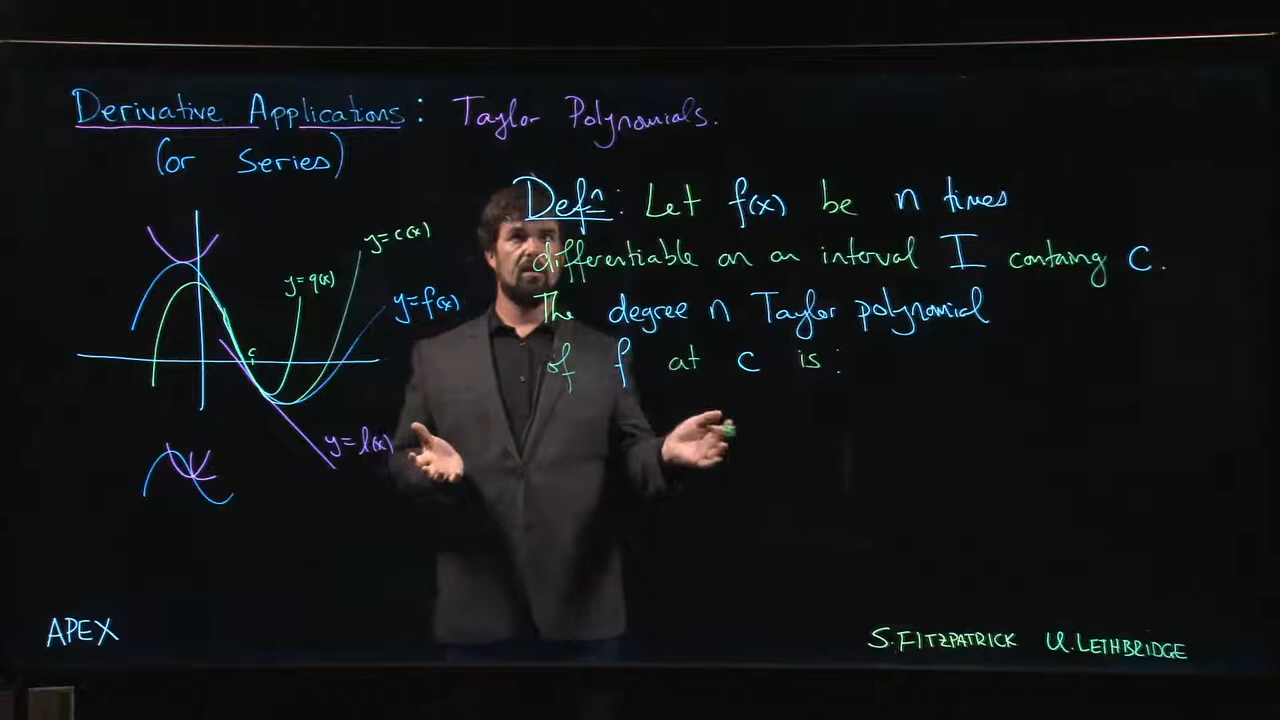 Derivative Applications: Taylor Polynomials.
(or series)
Defⁿ: Let f(x) be n times
differentiable on an interval I containg c.
The degree n Taylor polynomial
of f at c is:
y=c(x)
y=q(x)
y=f(x)
c
y=l(x)
APEX
S.FITZPATRICK U.LETHBRIDGE